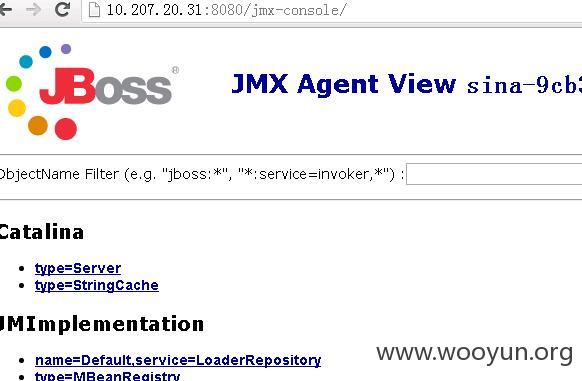 10.207.20.31:8080/jmx-console/
JBoss®
JMX Agent View sina-9cb3
ObjectName Filter (e.g. "jboss:*", "*:service=invoker,*") :
Catalina
type=Server
type=StringCache
JMImplementation
name=Default,service=LoaderRepository
type=MBeanRegistry
www.wooyun.org